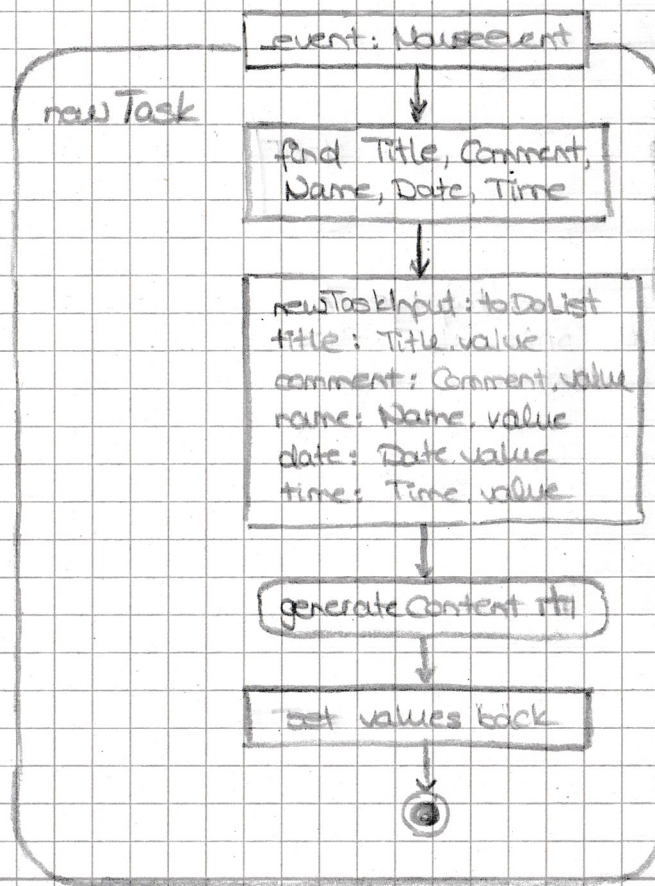 _event: Mouseevent
newTask
find Title, Comment,
Name, Date, Time
newTaskInput: toDoList
title: Title.value
comment: Comment.value
name: Name.value
date: Date.value
time: Time.value
generateContent
set values back